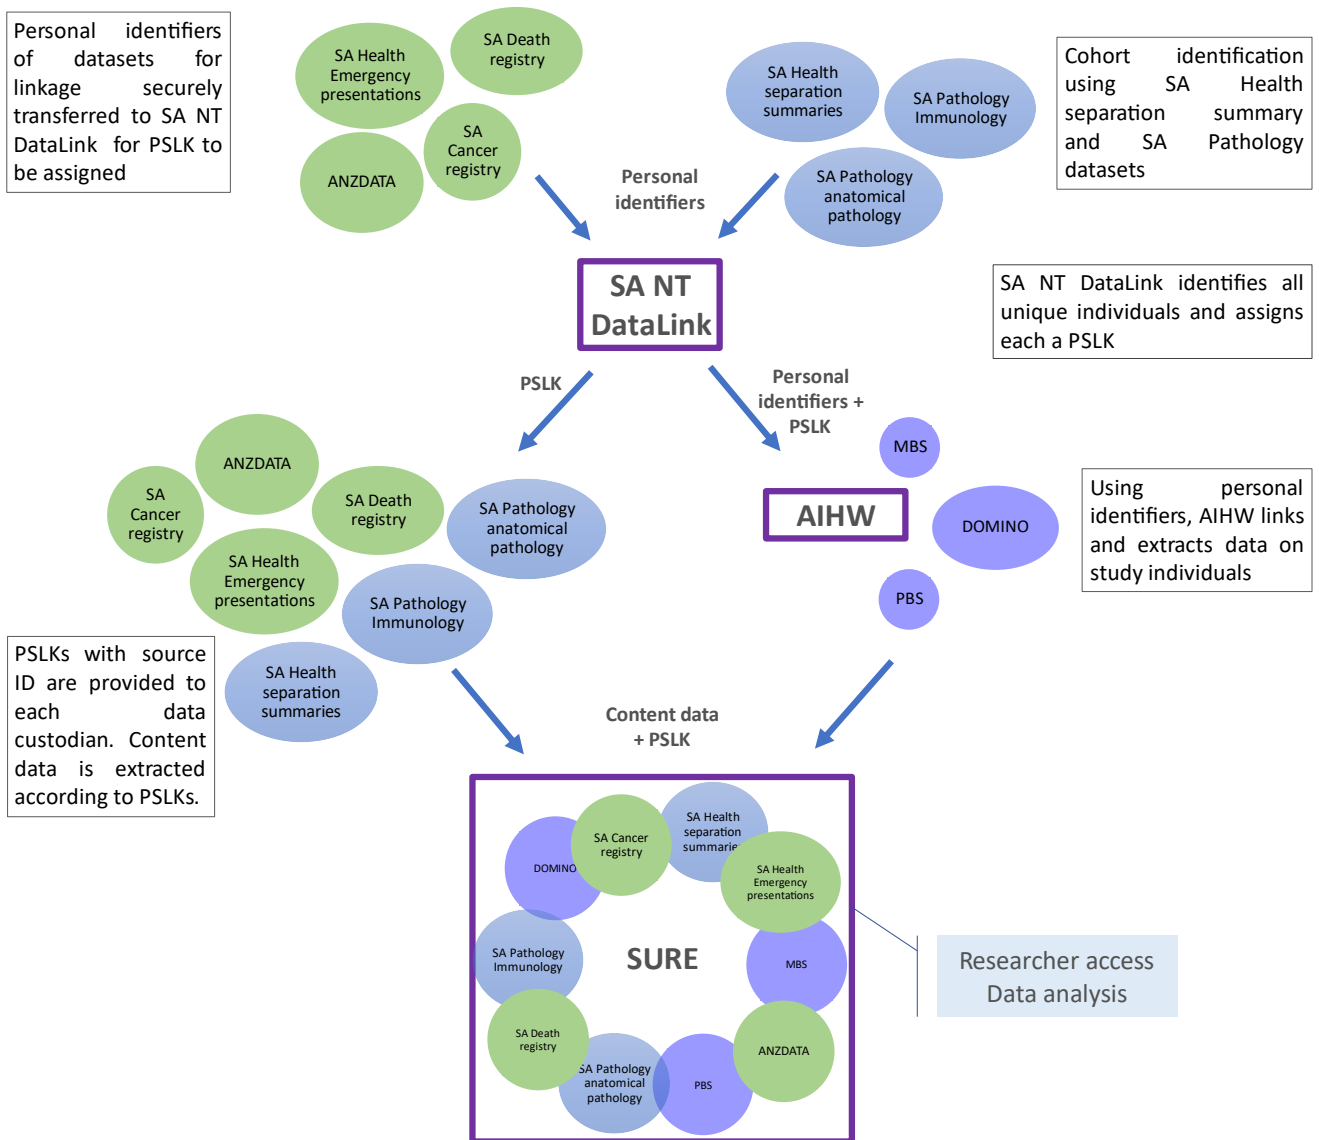 Personal identifiers
of datasets for
linkage securely
transferred to SA NT
DataLink for PSLK to
be assigned
SA Health
Emergency
presentations
SA Death
registry
SA
Cancer
registry
ANZDATA
SA Health
separation
summaries
SA Pathology
Immunology
SA Pathology
anatomical
pathology
Cohort identification
using SA Health
separation summary
and SA Pathology
datasets
Personal
identifiers
SA NT
DataLink
SA NT DataLink identifies all
unique individuals and assigns
each a PSLK
PSLK
Personal
identifiers +
PSLK
ANZDATA
SA
Cancer
registry
SA Death
registry
SA Pathology
anatomical
pathology
SA Health
Emergency
presentations
SA Pathology
Immunology
SA Health
separation
summaries
MBS
AIHW
DOMINO
PBS
Using personal
identifiers, AIHW links
and extracts data on
study individuals
PSLKs with source
ID are provided to
each data
custodian. Content
data is extracted
according to PSLKs.
Content data
+ PSLK
SA Health
separation
summaries
SA Cancer
registry
DOMINO
SA Health
Emergency
presentations
SA Pathology
Immunology
SURE
MBS
SA Death
registry
ANZDATA
SA Pathology
anatomical
pathology
PBS
Researcher access
Data analysis